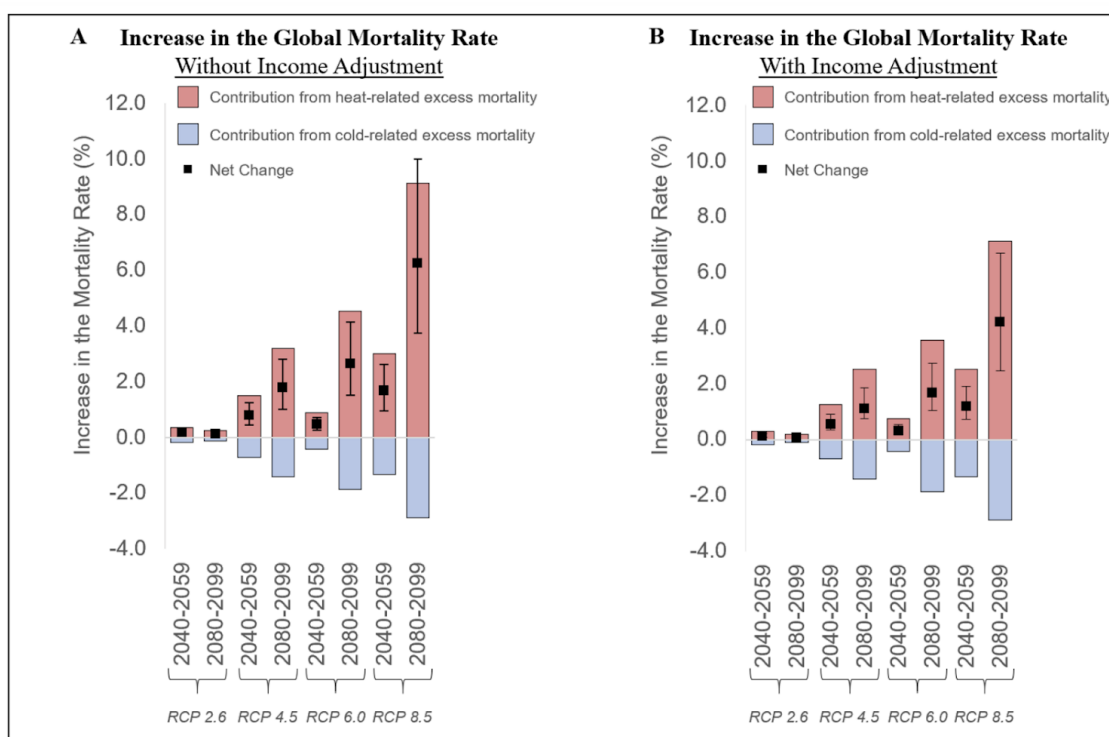 A Increase in the Global Mortality Rate
Without Income Adjustment
Contribution from heat-related excess mortality
Contribution from cold-related excess mortality
Net Change
Increase in the Mortality Rate (%)
12.0
10.0
8.0
6.0
4.0
2.0
0.0
-2.0
-4.0
2040-2059
2080-2099
2040-2059
2080-2099
2040-2059
2080-2099
2040-2059
2080-2099
RCP 2.6 RCP 4.5 RCP 6.0 RCP 8.5
B Increase in the Global Mortality Rate
With Income Adjustment
Contribution from heat-related excess mortality
Contribution from cold-related excess mortality
Net Change
Increase in the Mortality Rate (%)
12.0
10.0
8.0
6.0
4.0
2.0
0.0
-2.0
-4.0
2040-2059
2080-2099
2040-2059
2080-2099
2040-2059
2080-2099
2040-2059
2080-2099
RCP 2.6 RCP 4.5 RCP 6.0 RCP 8.5